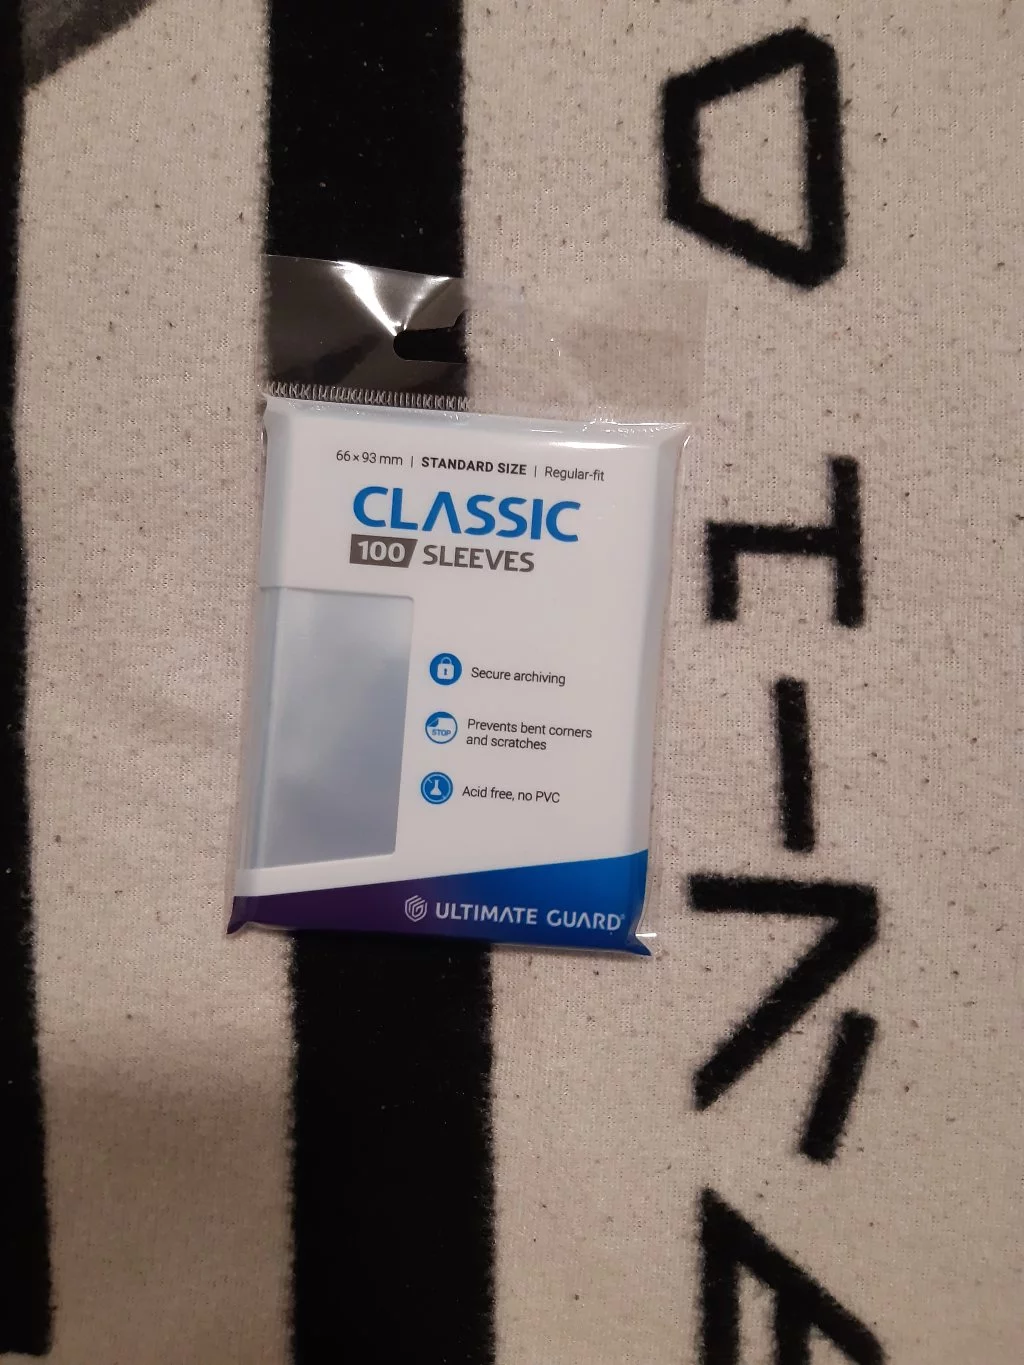 66 × 93 mm | STANDARD SIZE | Regular-fit
CLASSIC
100 SLEEVES
Secure archiving
STOP
Prevents bent corners
and scratches
Acid free, no PVC
ULTIMATE GUARD®